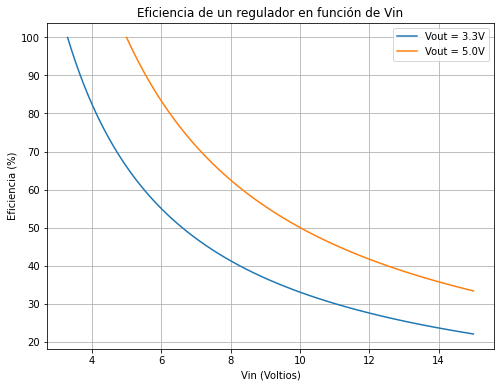 Eficiencia de un regulador en función de Vin
Vout = 3.3V
Vout = 5.0V
Eficiencia (%)
100
90
80
70
60
50
40
30
20
4 6 8 10 12 14
Vin (Voltios)